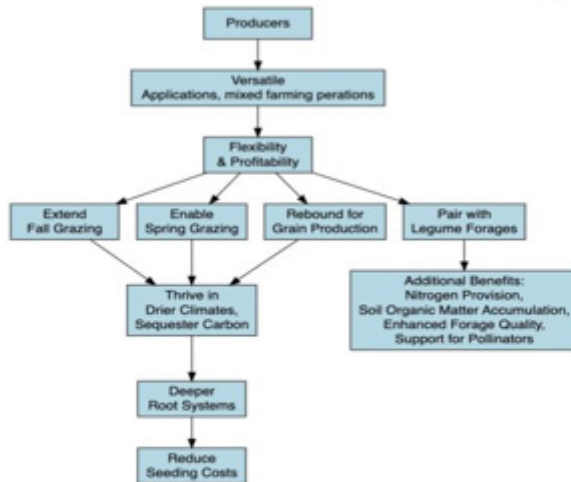 Producers
Versatile
Applications, mixed farming perations
Flexibility
& Profitability
Extend
Fall Grazing
Enable
Spring Grazing
Rebound for
Grain Production
Pair with
Legume Forages
Thrive in
Drier Climates,
Sequester Carbon
Additional Benefits:
Nitrogen Provision,
Soil Organic Matter Accumulation,
Enhanced Forage Quality,
Support for Pollinators
Deeper
Root Systems
Reduce
Seeding Costs